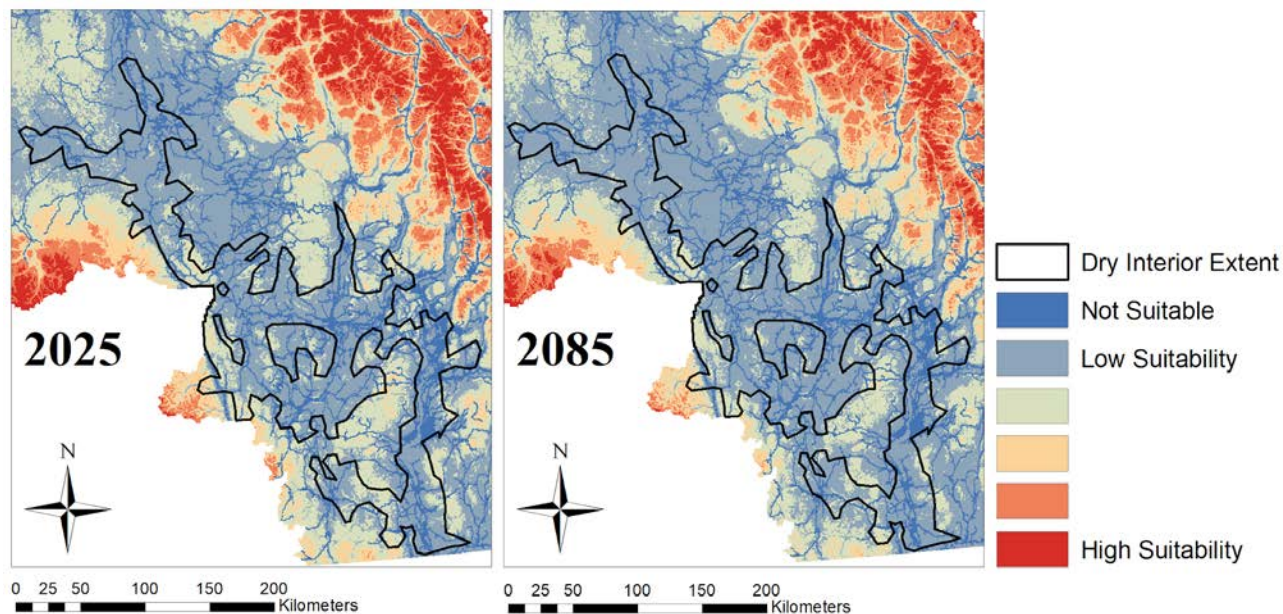 2025
N
0 25 50 100 150 200
Kilometers
2085
N
0 25 50 100 150 200
Kilometers
Dry Interior Extent
Not Suitable
Low Suitability
High Suitability